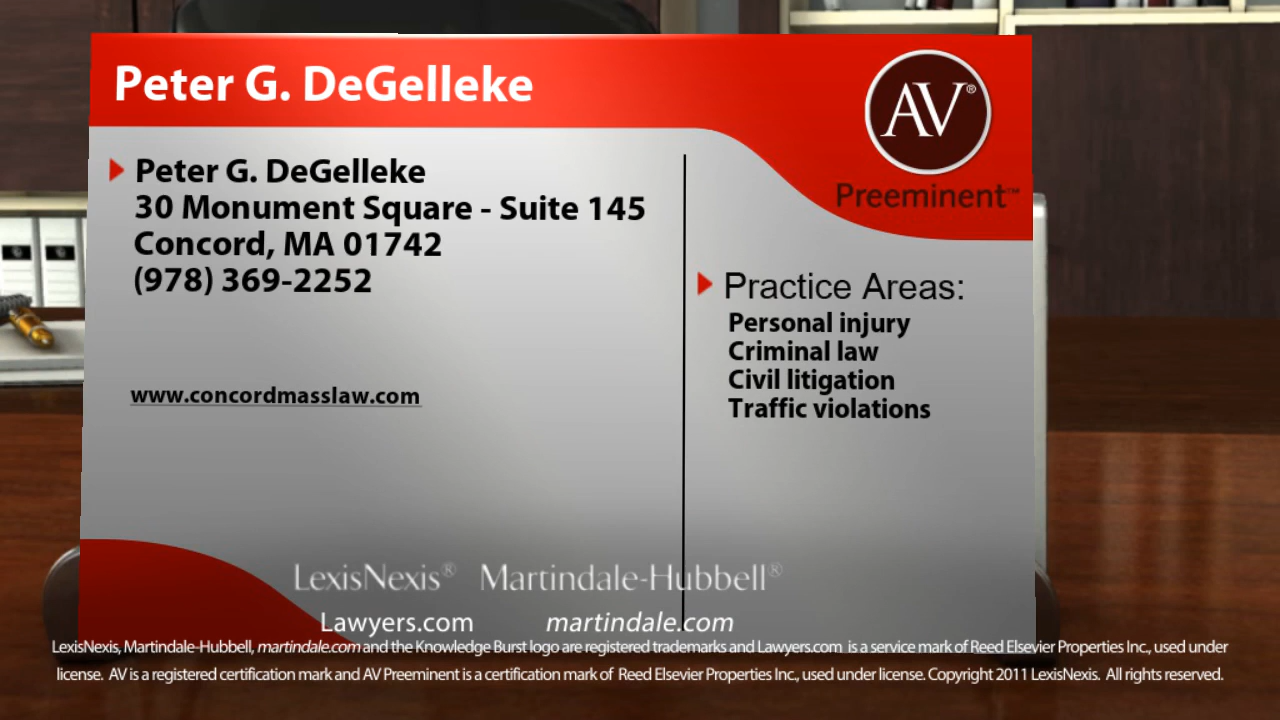 Peter G. DeGelleke
AV®
Preeminent™
Peter G. DeGelleke
30 Monument Square - Suite 145
Concord, MA 01742
(978) 369-2252
www.concordmasslaw.com
Practice Areas:
Personal injury
Criminal law
Civil litigation
Traffic violations
LexisNexis® Martindale-Hubbell®
Lawyers.com martindale.com
LexisNexis, Martindale-Hubbell, martindale.com and the Knowledge Burst logo are registered trademarks and Lawyers.com is a service mark of Reed Elsevier Properties Inc., used under
license. AV is a registered certification mark and AV Preeminent is a certification mark of Reed Elsevier Properties Inc., used under license. Copyright 2011 LexisNexis. All rights reserved.